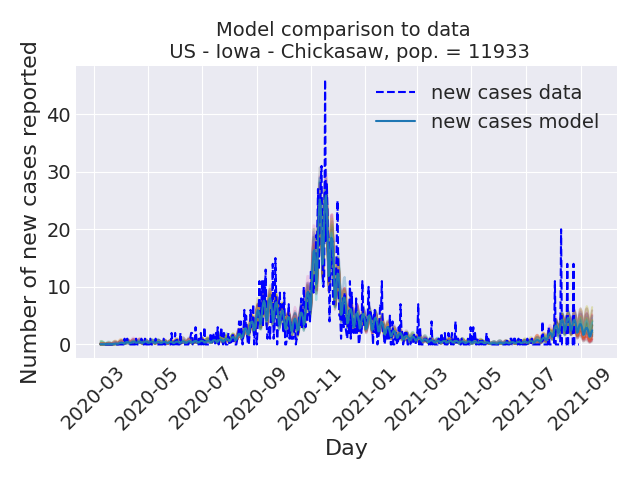 Model comparison to data
US - Iowa - Chickasaw, pop. = 11933
new cases data
new cases model
Number of new cases reported
40
30
20
10
0
2020-03
2020-05
2020-07
2020-09
2020-11
2021-01
2021-03
2021-05
2021-07
2021-09
Day